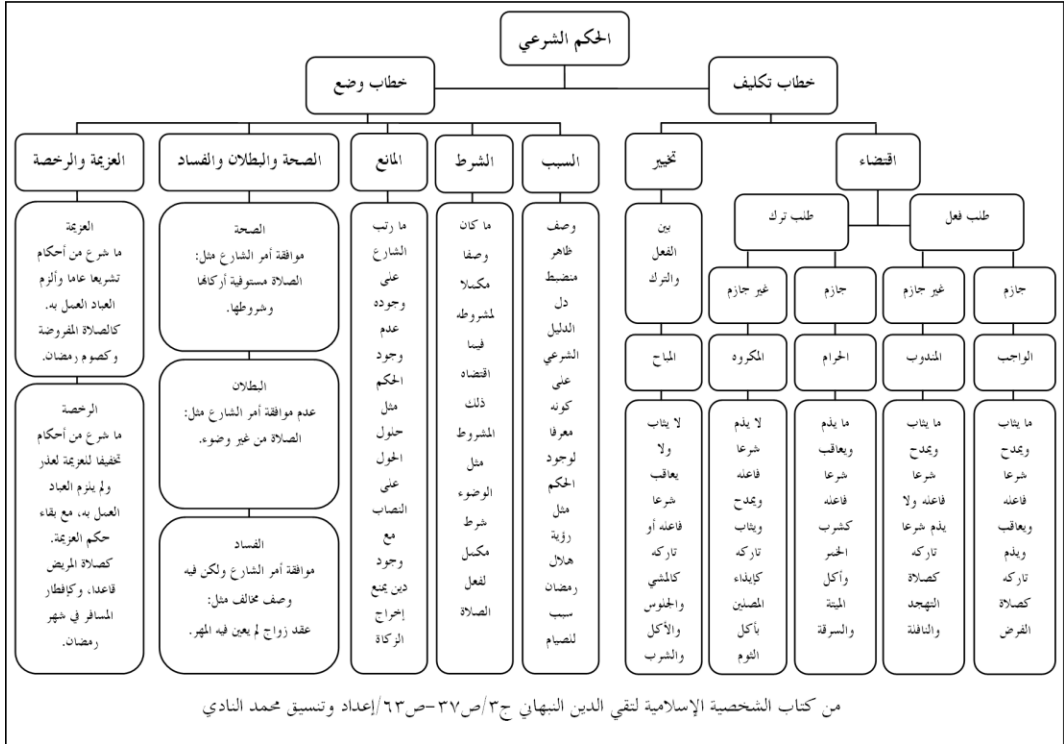 الحكم الشرعي
خطاب تكليف
خطاب وضع
اقتضاء
تخيير
السبب
الشرط
المانع
الصحة والبطلان والفساد
العزيمة والرخصة
طلب فعل
طلب ترك
جازم
غير جازم
جازم
غير جازم
الواجب
المندوب
الحرام
المكروه
المباح
ما يثاب
ويمدح
شرعا
فاعله
ويعاقب
ويذم
تاركه
كصلاة
الفرض
ما يثاب
ويمدح
شرعا
فاعله ولا
يذم شرعا
تاركه
كصلاة
التهجد
والنافلة
ما يذم
ويعاقب
شرعا
فاعله
كشرب
الخمر
وأكل
الميتة
والسرقة
لا يذم
شرعا
فاعله
ويمدح
ويثاب
تاركه
كإيذاء
المصلين
بأكل
الثوم
بين
الفعل
والترك
لا يثاب
ولا
يعاقب
شرعا
فاعله أو
تاركه
كالمشي
والجلوس
والأكل
والشرب
وصف
ظاهر
منضبط
دل
الدليل
الشرعي
على
كونه
معرفا
لوجود
الحكم
مثل
رؤية
هلال
رمضان
سبب
للصيام
ما كان
وصفا
مكملا
لمشروطه
فيما
اقتضاه
ذلك
المشروط
مثل
الوضوء
شرط
مكمل
لفعل
الصلاة
ما رتب
الشارع
على
وجوده
عدم
وجود
الحكم
مثل
حلول
الحول
على
النصاب
مع
وجود
دين يمنع
إخراج
الزكاة
الصحة
موافقة أمر الشارع مثل:
الصلاة مستوفية أركانها
وشروطها.
البطلان
عدم موافقة أمر الشارع مثل:
الصلاة من غير وضوء.
الفساد
موافقة أمر الشارع ولكن فيه
وصف مخالف مثل:
عقد زواج لم يعين فيه المهر.
العزيمة
ما شرع من أحكام
تشريعا عاما وألزم
العباد العمل به.
كالصلاة المفروضة
وكصوم رمضان.
الرخصة
ما شرع من أحكام
تخفيفا للعزيمة لعذر
ولم يلزم العباد
العمل به، مع بقاء
حكم العزيمة.
كصلاة المريض
قاعدا، وكإفطار
المسافر في شهر
رمضان.
من كتاب الشخصية الإسلامية لتقي الدين النبهاني ج٣/ص٣٧-ص٦٣/إعداد وتنسيق محمد النادي